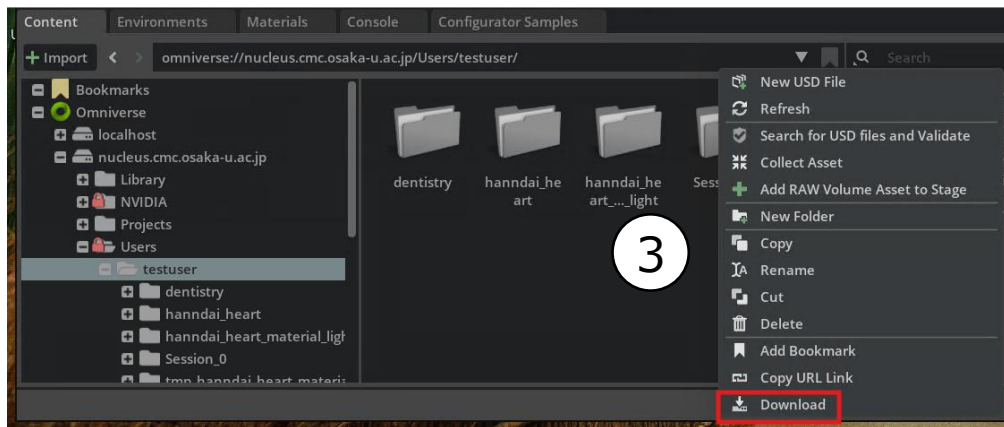 Content Environments Materials Console Configurator Samples
Import omniverse://nucleus.cmc.osaka-u.ac.jp/Users/testuser/ Search
Bookmarks
Omniverse
localhost
nucleus.cmc.osaka-u.ac.jp
Library
NVIDIA
Projects
Users
testuser
dentistry
hanndai_heart
hanndai_heart_material_ligh
Session_0
tmp_hanndai_heart_materia
dentistry
hanndai_he
art
hanndai_he
art_..._light
Sess
3
New USD File
Refresh
Search for USD files and Validate
Collect Asset
Add RAW Volume Asset to Stage
New Folder
Copy
Rename
Cut
Delete
Add Bookmark
Copy URL Link
Download